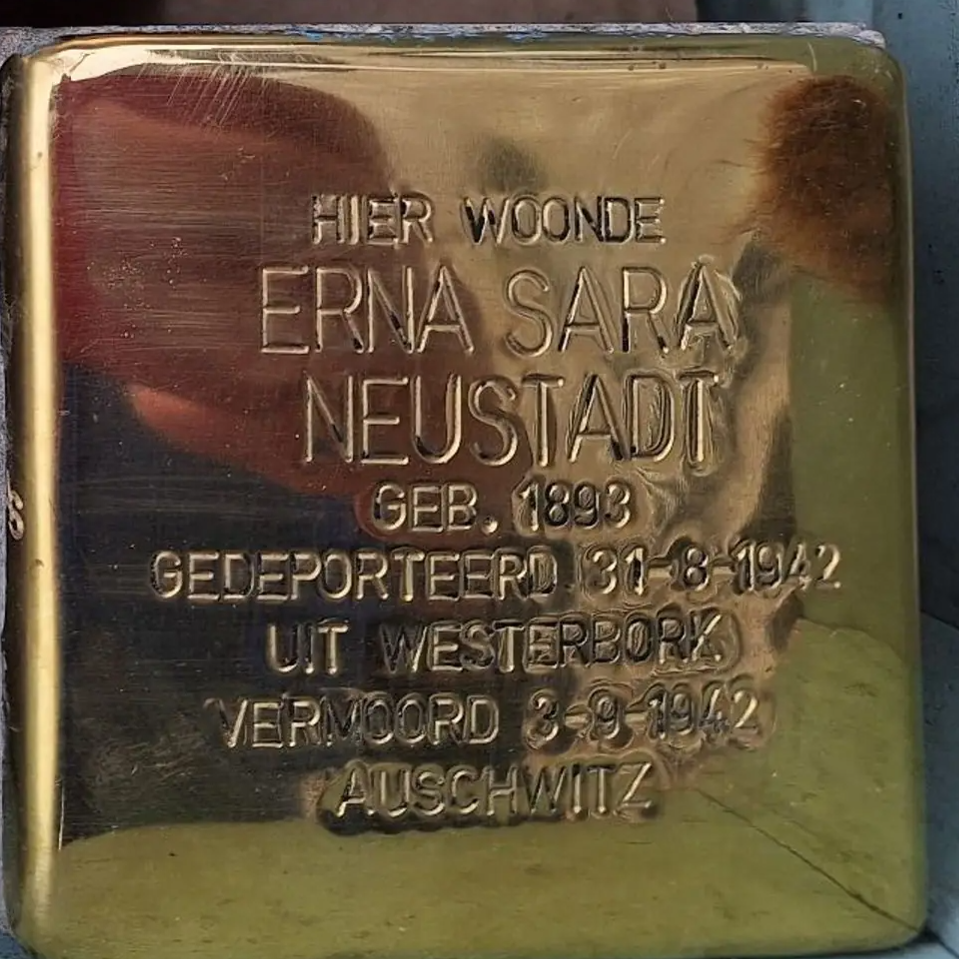 HIER WOONDE
ERNA SARA
NEUSTADT
GEB. 1893
GEDEPORTEERD 31-8-1942
UIT WESTERBORK
VERMOORD 3-9-1942
AUSCHWITZ